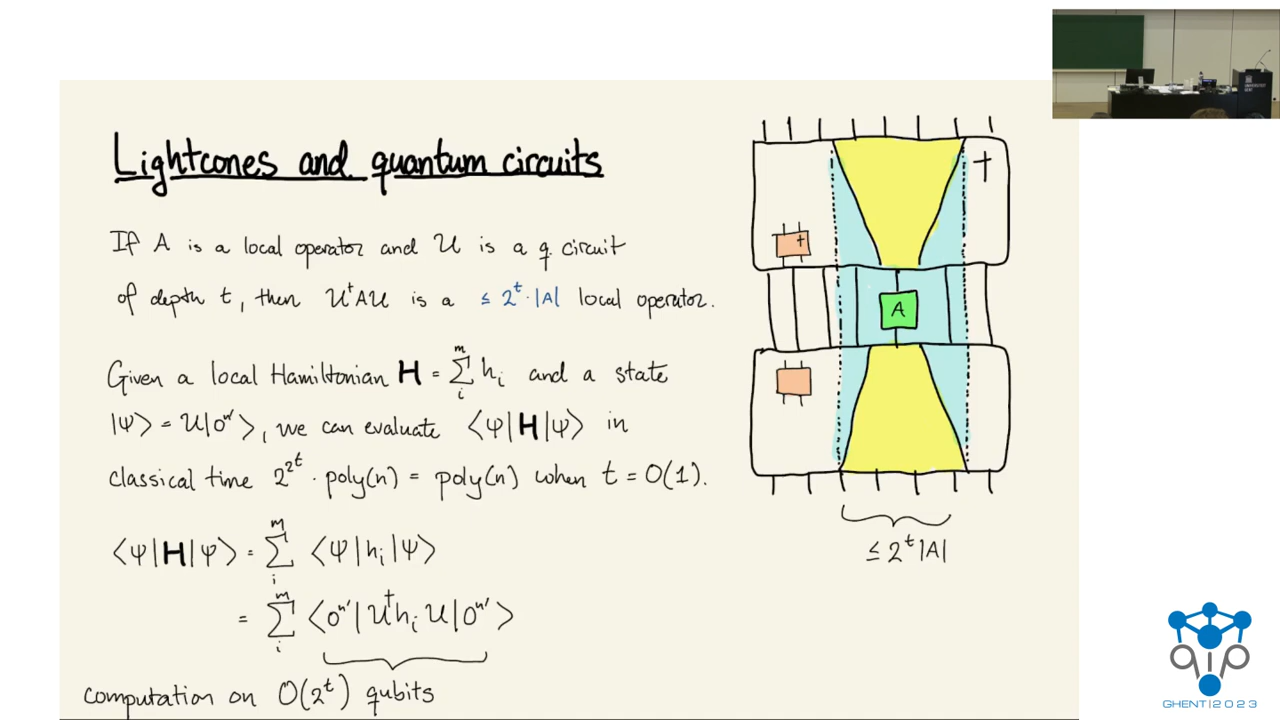 Lightcones and quantum circuits
If A is a local operator and U is a q. circuit
of depth t, then U†AU is a ≤ 2^t · |A| local operator.
Given a local Hamiltonian H = Σ_i^m h_i and a state
|ψ⟩ = U|0^n'⟩, we can evaluate ⟨ψ|H|ψ⟩ in
classical time 2^2^t · poly(n) = poly(n) when t = O(1).
⟨ψ|H|ψ⟩ = Σ_i^m ⟨ψ|h_i|ψ⟩
= Σ_i^m ⟨0^n'|U†h_i U|0^n'⟩
computation on O(2^t) qubits
†
†
A
≤ 2^t |A|
qip
GHENT|2023